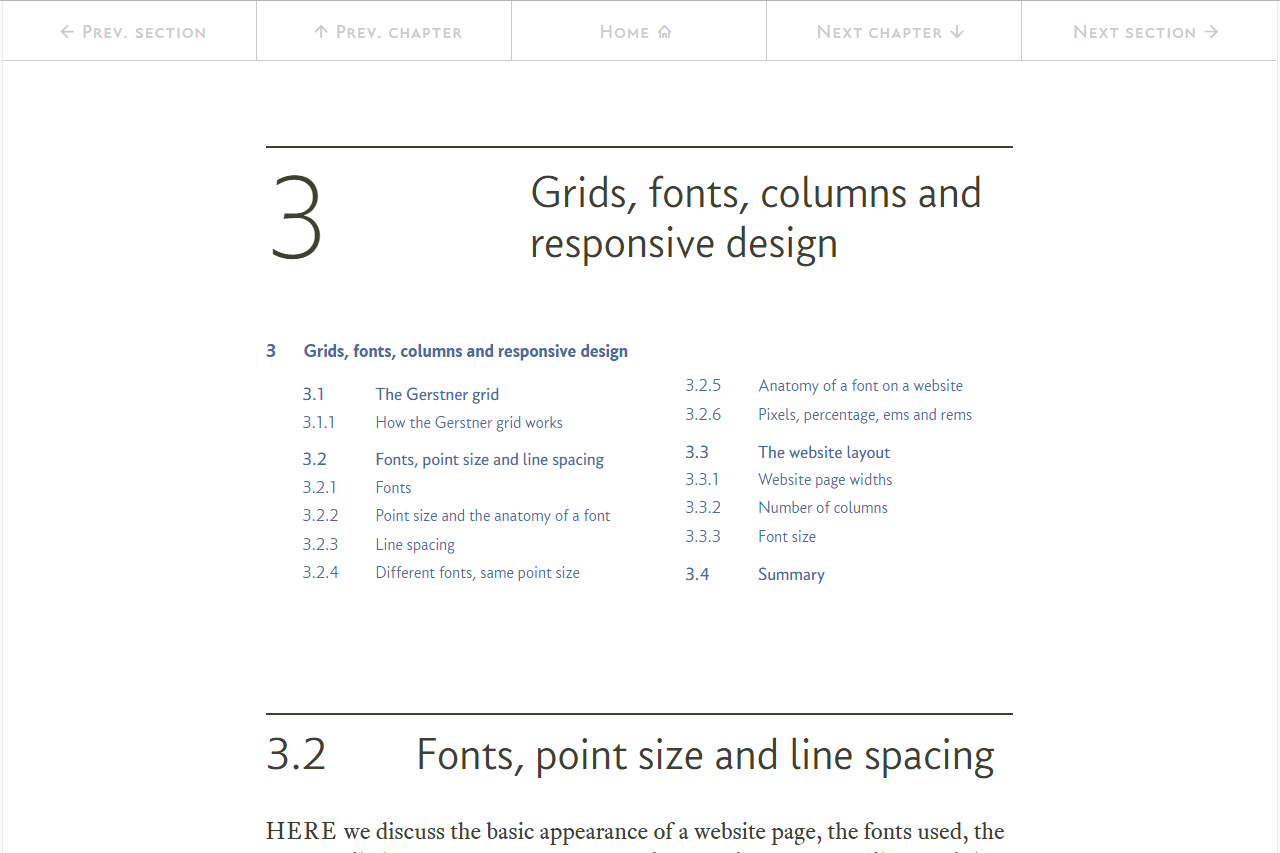 ← Prev. section ↑ Prev. chapter Home Next chapter ↓ Next section →
3 Grids, fonts, columns and
responsive design
3 Grids, fonts, columns and responsive design
3.1 The Gerstner grid
3.1.1 How the Gerstner grid works
3.2 Fonts, point size and line spacing
3.2.1 Fonts
3.2.2 Point size and the anatomy of a font
3.2.3 Line spacing
3.2.4 Different fonts, same point size
3.2.5 Anatomy of a font on a website
3.2.6 Pixels, percentage, ems and rems
3.3 The website layout
3.3.1 Website page widths
3.3.2 Number of columns
3.3.3 Font size
3.4 Summary
3.2 Fonts, point size and line spacing
HERE we discuss the basic appearance of a website page, the fonts used, the